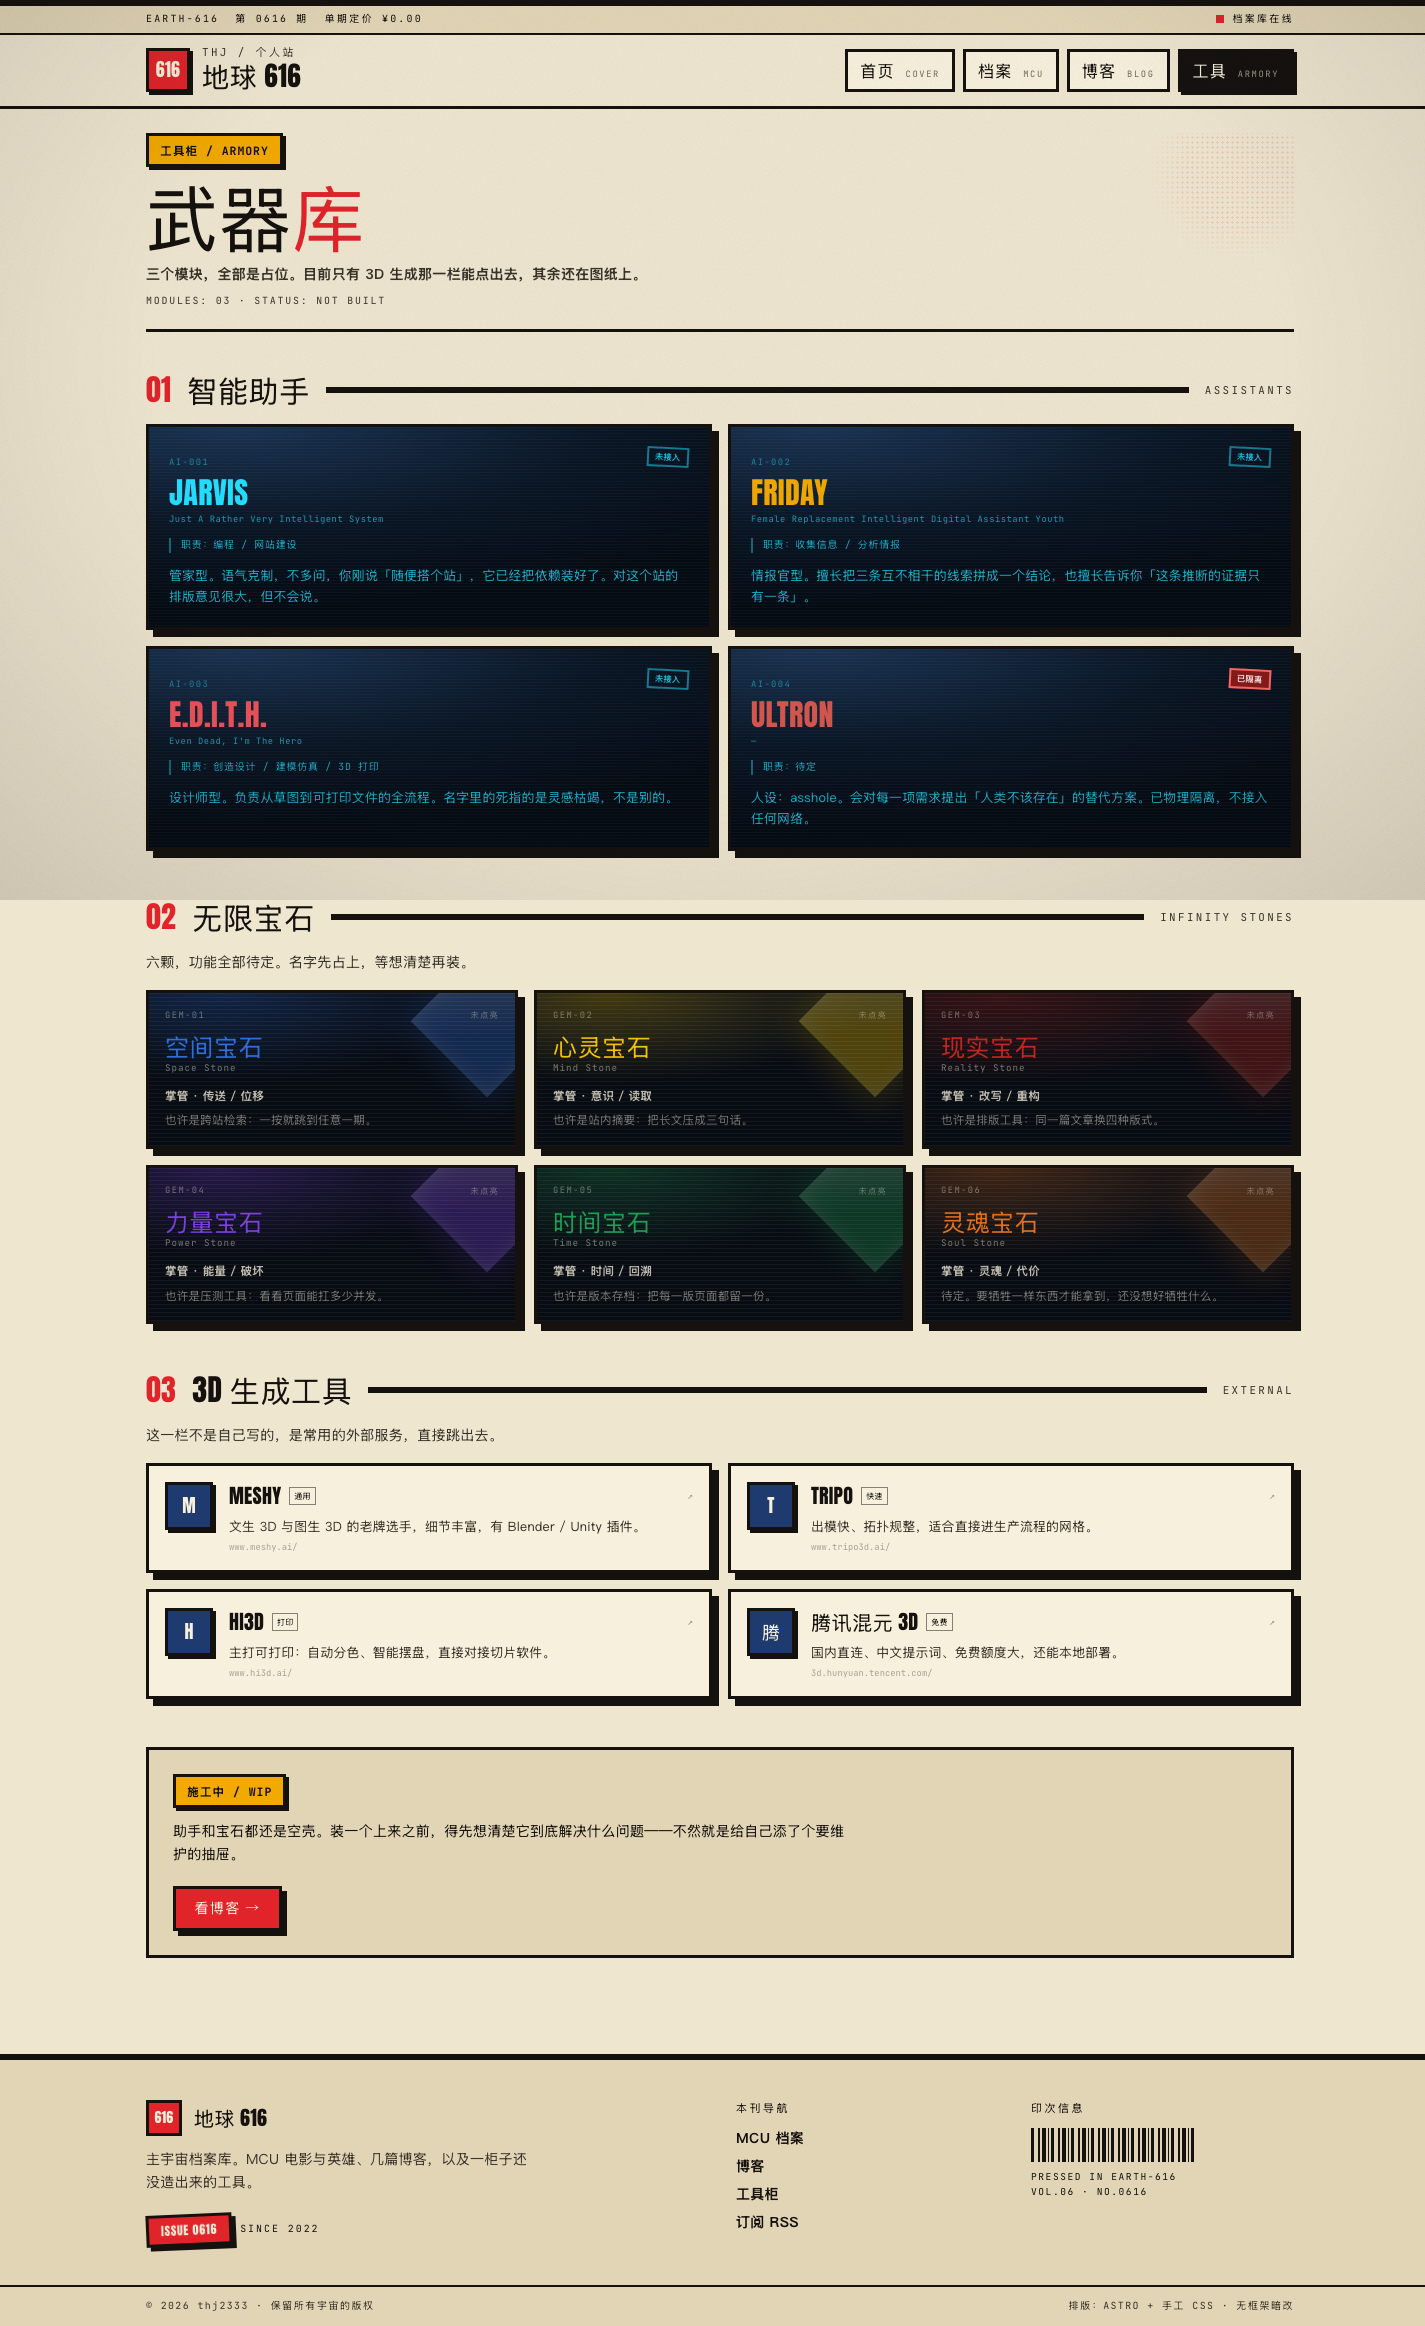 EARTH-616 第 0616 期 单期定价 ¥0.00
档案库在线
616
THJ / 个人站
地球 616
首页 COVER
档案 MCU
博客 BLOG
工具 ARMORY
工具柜 / ARMORY
武器库
三个模块，全部是占位。目前只有 3D 生成那一栏能点出去，其余还在图纸上。
MODULES: 03 · STATUS: NOT BUILT
01 智能助手
ASSISTANTS
AI-001
未接入
JARVIS
Just A Rather Very Intelligent System
职责：编程 / 网站建设
管家型。语气克制，不多问，你刚说「随便搭个站」，它已经把依赖装好了。对这个站的
排版意见很大，但不会说。
AI-002
未接入
FRIDAY
Female Replacement Intelligent Digital Assistant Youth
职责：收集信息 / 分析情报
情报官型。擅长把三条互不相干的线索拼成一个结论，也擅长告诉你「这条推断的证据只
有一条」。
AI-003
未接入
E.D.I.T.H.
Even Dead, I'm The Hero
职责：创造设计 / 建模仿真 / 3D 打印
设计师型。负责从草图到可打印文件的全流程。名字里的死指的是灵感枯竭，不是别的。
AI-004
已隔离
ULTRON
—
职责：待定
人设：asshole。会对每一项需求提出「人类不该存在」的替代方案。已物理隔离，不接入
任何网络。
02 无限宝石
INFINITY STONES
六颗，功能全部待定。名字先占上，等想清楚再装。
GEM-01
未点亮
空间宝石
Space Stone
掌管 · 传送 / 位移
也许是跨站检索：一按就跳到任意一期。
GEM-02
未点亮
心灵宝石
Mind Stone
掌管 · 意识 / 读取
也许是站内摘要：把长文压成三句话。
GEM-03
未点亮
现实宝石
Reality Stone
掌管 · 改写 / 重构
也许是排版工具：同一篇文章换四种版式。
GEM-04
未点亮
力量宝石
Power Stone
掌管 · 能量 / 破坏
也许是压测工具：看看页面能扛多少并发。
GEM-05
未点亮
时间宝石
Time Stone
掌管 · 时间 / 回溯
也许是版本存档：把每一版页面都留一份。
GEM-06
未点亮
灵魂宝石
Soul Stone
掌管 · 灵魂 / 代价
待定。要牺牲一样东西才能拿到，还没想好牺牲什么。
03 3D 生成工具
EXTERNAL
这一栏不是自己写的，是常用的外部服务，直接跳出去。
M
MESHY 通用
↗
文生 3D 与图生 3D 的老牌选手，细节丰富，有 Blender / Unity 插件。
www.meshy.ai/
T
TRIPO 快速
↗
出模快、拓扑规整，适合直接进生产流程的网格。
www.tripo3d.ai/
H
HI3D 打印
↗
主打可打印：自动分色、智能摆盘，直接对接切片软件。
www.hi3d.ai/
腾
腾讯混元 3D 免费
↗
国内直连、中文提示词、免费额度大，还能本地部署。
3d.hunyuan.tencent.com/
施工中 / WIP
助手和宝石都还是空壳。装一个上来之前，得先想清楚它到底解决什么问题——不然就是给自己添了个要维
护的抽屉。
看博客 →
616
地球 616
主宇宙档案库。MCU 电影与英雄、几篇博客，以及一柜子还
没造出来的工具。
ISSUE 0616
SINCE 2022
本刊导航
MCU 档案
博客
工具柜
订阅 RSS
印次信息
PRESSED IN EARTH-616
VOL.06 · NO.0616
© 2026 thj2333 · 保留所有宇宙的版权
排版：ASTRO + 手工 CSS · 无框架暗改